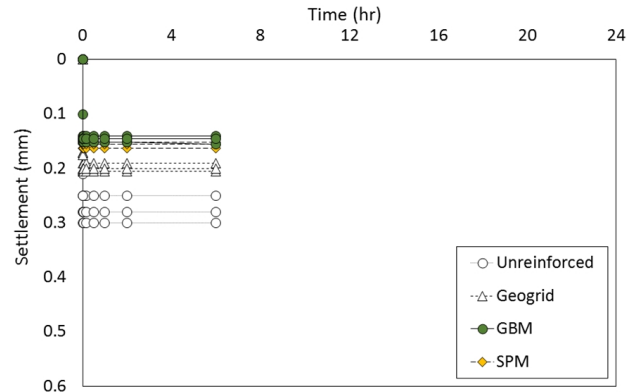 Time (hr)
0 4 8 12 16 20 24
0
0.1
0.2
0.3
0.4
0.5
0.6
Settlement (mm)
Unreinforced
Geogrid
GBM
SPM